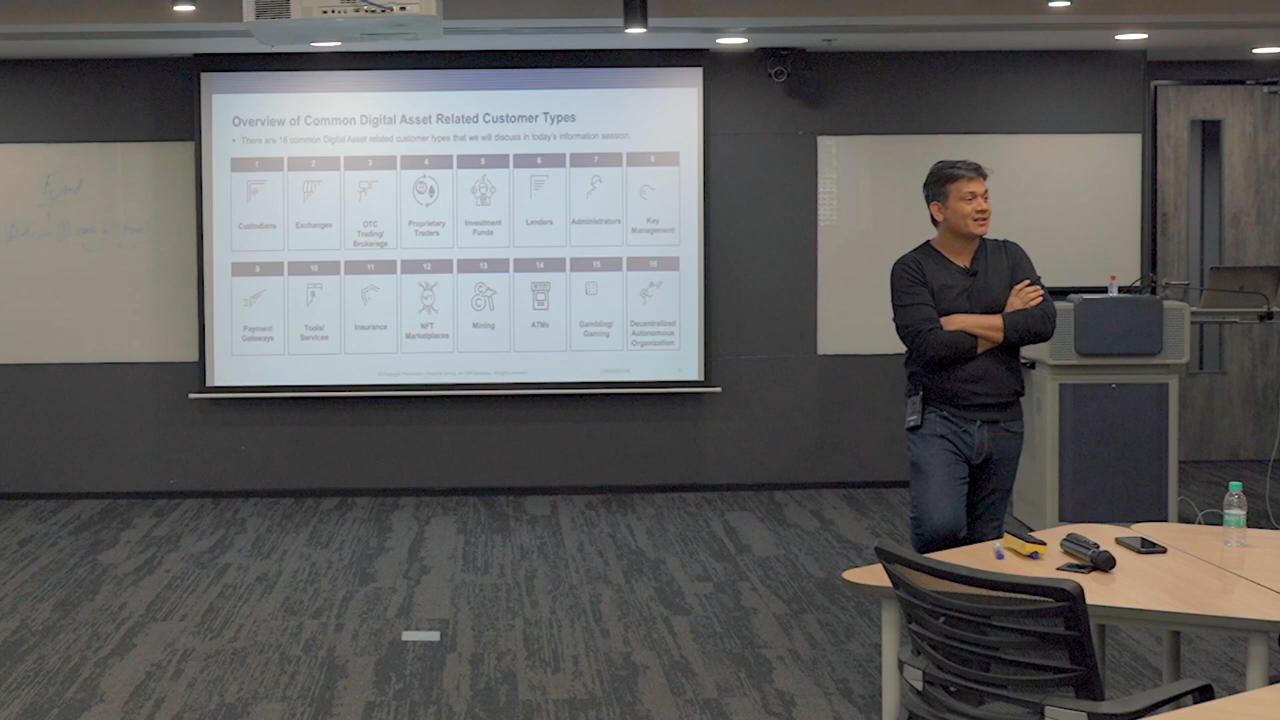 Overview of Common Digital Asset Related Customer Types
• There are 16 common Digital Asset related customer types that we will discuss in today's information session.
1 2 3 4 5 6 7 8
Custodians
Exchanges
OTC
Trading/
Brokerage
Proprietary
Traders
Investment
Funds
Lenders
Administrators
Key
Management
9 10 11 12 13 14 15 16
Payment
Gateways
Tools/
Services
Insurance
NFT
NFT
Marketplaces
Mining
ATMs
Gambling/
Gaming
Decentralized
Autonomous
Organization